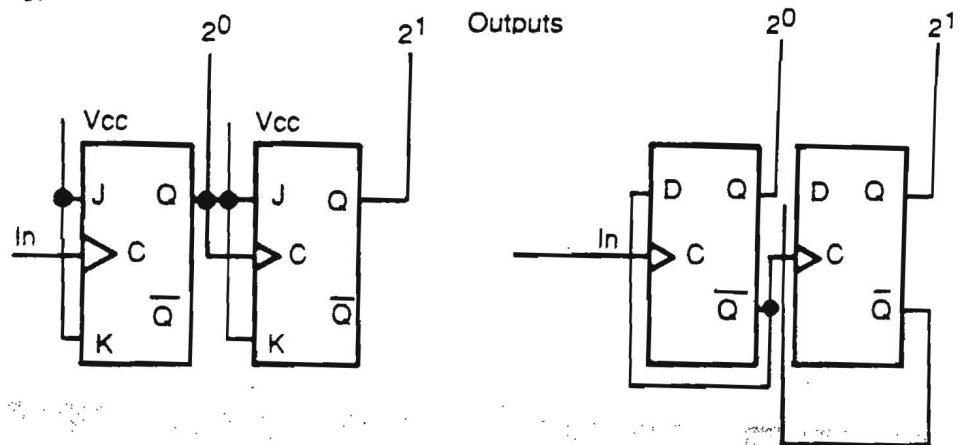 2⁰
2¹
Outputs
2⁰
2¹
Vcc
Vcc
J
Q
J
Q
D
Q
D
Q
In
C
C
In
C
C
Q̅
Q̅
Q̅
Q̅
K
K